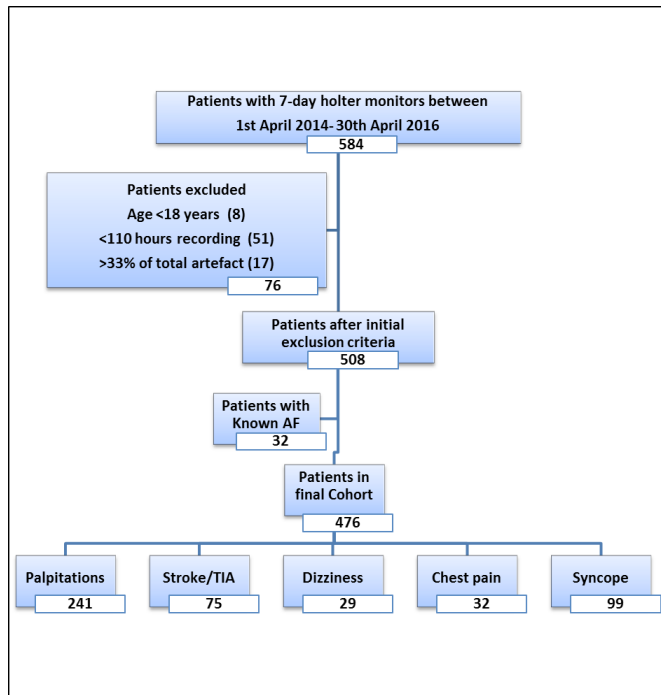 Patients with 7-day holter monitors between
1st April 2014- 30th April 2016
584
Patients excluded
Age <18 years (8)
<110 hours recording (51)
>33% of total artefact (17)
76
Patients after initial
exclusion criteria
508
Patients with
Known AF
32
Patients in
final Cohort
476
Palpitations
241
Stroke/TIA
75
Dizziness
29
Chest pain
32
Syncope
99